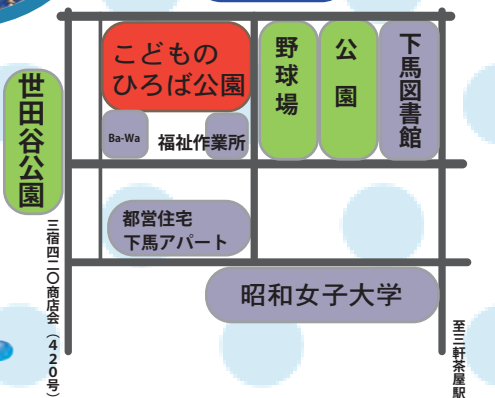 こどもの
ひろば公園
野球場
公園
下馬図書館
世田谷公園
Ba-Wa
福祉作業所
都営住宅
下馬アパート
昭和女子大学
三宿四二〇商店会（420号）
至三軒茶屋駅